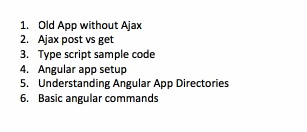 1. Old App without Ajax
2. Ajax post vs get
3. Type script sample code
4. Angular app setup
5. Understanding Angular App Directories
6. Basic angular commands